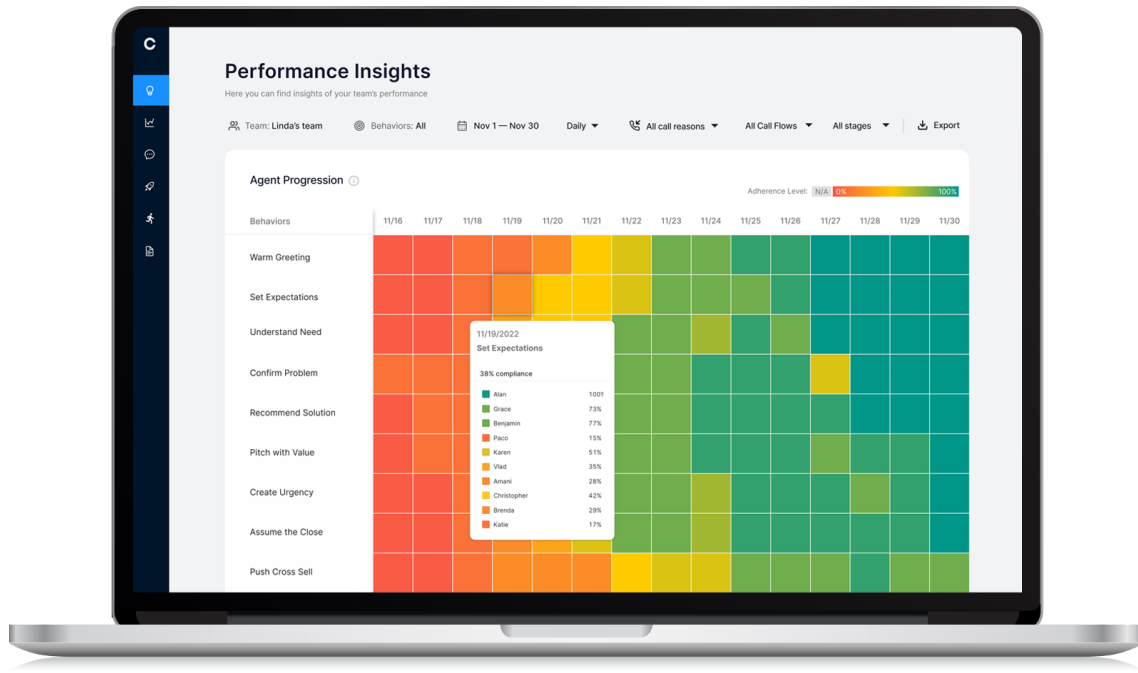 C
Performance Insights
Here you can find insights of your team's performance
Team: Linda's team Behaviors: All Nov 1 — Nov 30 Daily All call reasons All Call Flows All stages Export
Agent Progression
Adherence Level: N/A 0% 100%
Behaviors 11/16 11/17 11/18 11/19 11/20 11/21 11/22 11/23 11/24 11/25 11/26 11/27 11/28 11/29 11/30
Warm Greeting
Set Expectations
Understand Need
Confirm Problem
Recommend Solution
Pitch with Value
Create Urgency
Assume the Close
Push Cross Sell
11/19/2022
Set Expectations
38% compliance
Alan
Grace 73%
Benjamin 77%
Paco 15%
Karen 51%
Vlad 35%
Amani 28%
Christopher 42%
Brenda 29%
Katie 17%